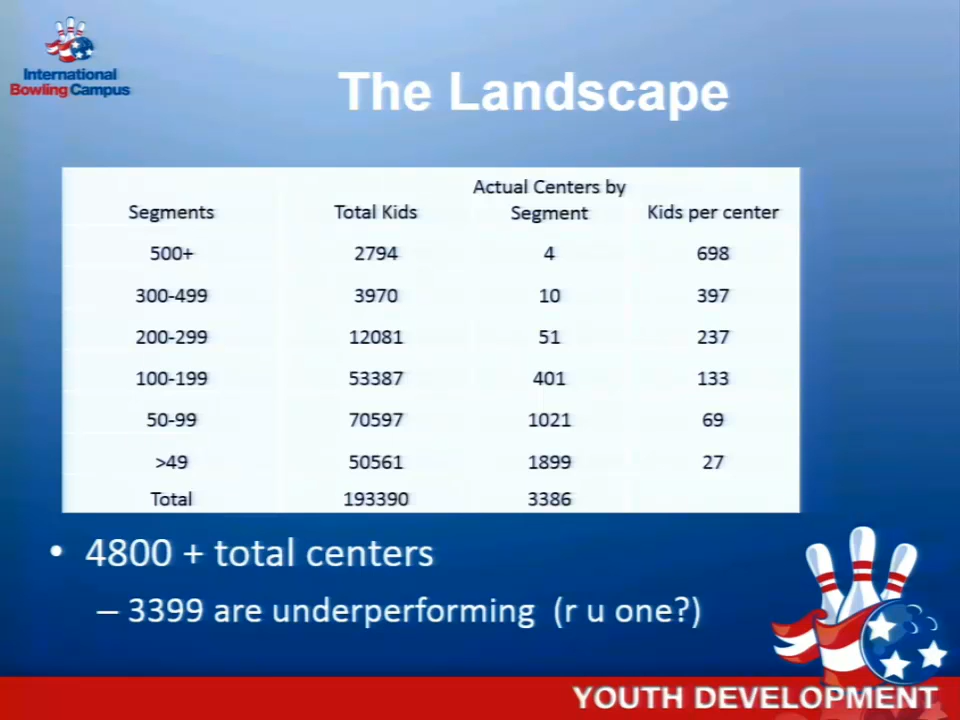 International
Bowling Campus
The Landscape
Segments Total Kids Actual Centers by Segment Kids per center
500+ 2794 4 698
300-499 3970 10 397
200-299 12081 51 237
100-199 53387 401 133
50-99 70597 1021 69
>49 50561 1899 27
Total 193390 3386
• 4800 + total centers
– 3399 are underperforming (r u one?)
YOUTH DEVELOPMENT